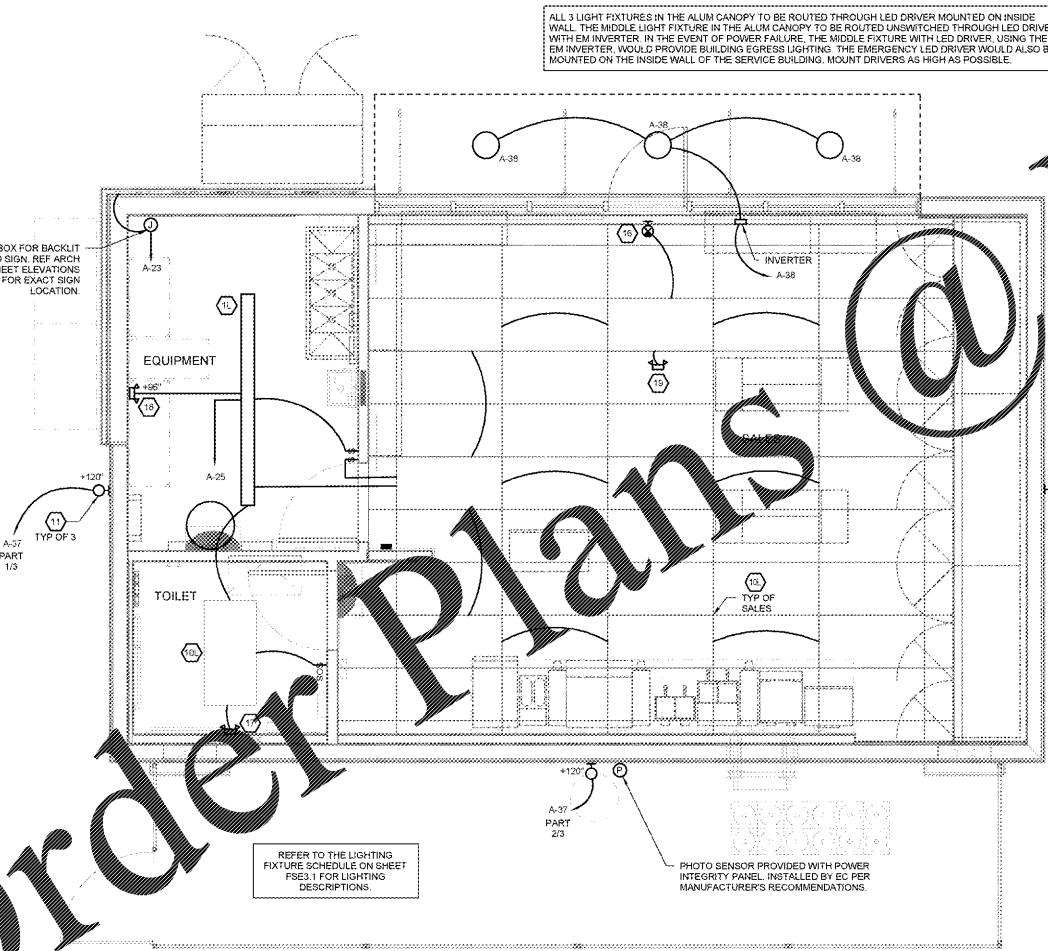 ALL 3 LIGHT FIXTURES IN THE ALUM CANOPY TO BE ROUTED THROUGH LED DRIVER MOUNTED ON INSIDE
WALL. THE MIDDLE LIGHT FIXTURE IN THE ALUM CANOPY TO BE ROUTED UNSWITCHED THROUGH LED DRIVE
WITH EM INVERTER. IN THE EVENT OF POWER FAILURE, THE MIDDLE FIXTURE WITH LED DRIVER, USING THE
EM INVERTER, WOULD PROVIDE BUILDING EGRESS LIGHTING. THE EMERGENCY LED DRIVER WOULD ALSO B
MOUNTED ON THE INSIDE WALL OF THE SERVICE BUILDING. MOUNT DRIVERS AS HIGH AS POSSIBLE.
A-38
A-38
A-38
J
16
BOX FOR BACKLIT
SIGN. REF ARCH
EET ELEVATIONS
FOR EXACT SIGN
LOCATION.
A-23
INVERTER
A-38
1L
EQUIPMENT
+96"
18
19
SALES
A-25
+120"
11
TYP OF 3
A-37
PART
1/3
TOILET
10L
TYP OF
SALES
10L
SOS
17
+120"
P
A-37
PART
2/3
REFER TO THE LIGHTING
FIXTURE SCHEDULE ON SHEET
FSE3.1 FOR LIGHTING
DESCRIPTIONS.
PHOTO SENSOR PROVIDED WITH POWER
INTEGRITY PANEL. INSTALLED BY EC PER
MANUFACTURER'S RECOMMENDATIONS.
rder Plans @